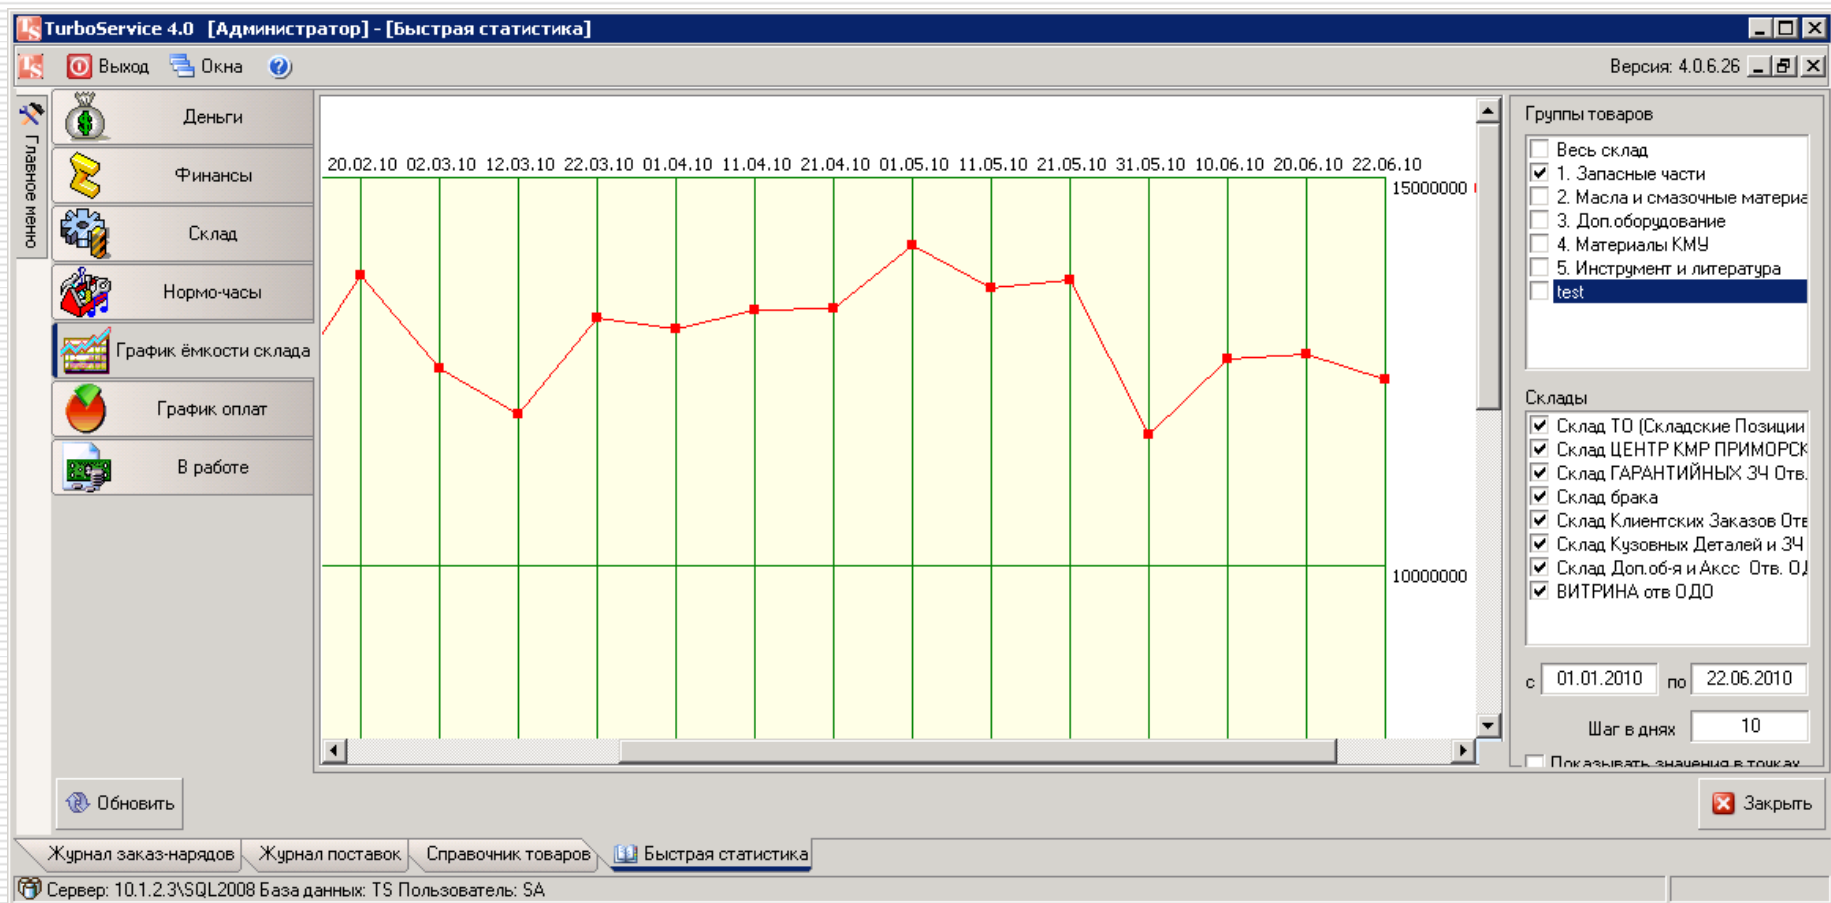 TurboService 4.0 [Администратор] - [Быстрая статистика]
Выход Окна Версия: 4.0.6.26
Главное меню
Деньги
Финансы
Склад
Нормо-часы
График ёмкости склада
График оплат
В работе
20.02.10 02.03.10 12.03.10 22.03.10 01.04.10 11.04.10 21.04.10 01.05.10 11.05.10 21.05.10 31.05.10 10.06.10 20.06.10 22.06.10
15000000
10000000
Группы товаров
Весь склад
1. Запасные части
2. Масла и смазочные материа
3. Доп.оборудование
4. Материалы КМУ
5. Инструмент и литература
test
Склады
Склад ТО (Складские Позиции
Склад ЦЕНТР КМР ПРИМОРСК
Склад ГАРАНТИЙНЫХ ЗЧ Отв.
Склад брака
Склад Клиентских Заказов Отв
Склад Кузовных Деталей и ЗЧ
Склад Доп.об-я и Аксс Отв. ОД
ВИТРИНА отв ОДО
с 01.01.2010 по 22.06.2010
Шаг в днях 10
Показывать значения в точках
Обновить
Закрыть
Журнал заказ-нарядов Журнал поставок Справочник товаров Быстрая статистика
Сервер: 10.1.2.3\SQL2008 База данных: TS Пользователь: SA